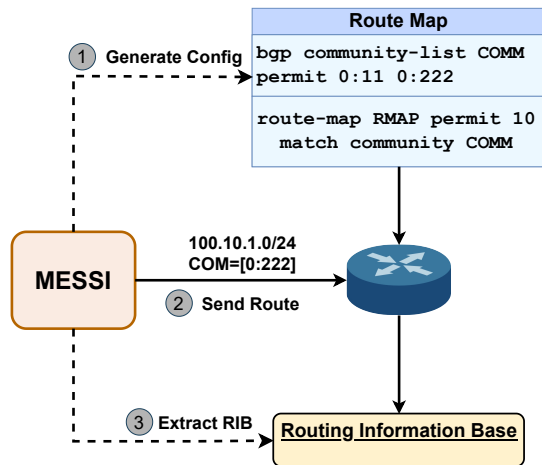 Route Map
bgp community-list COMM
permit 0:11 0:222
route-map RMAP permit 10
match community COMM
1 Generate Config
MESSI
100.10.1.0/24
COM=[0:222]
2 Send Route
3 Extract RIB
Routing Information Base